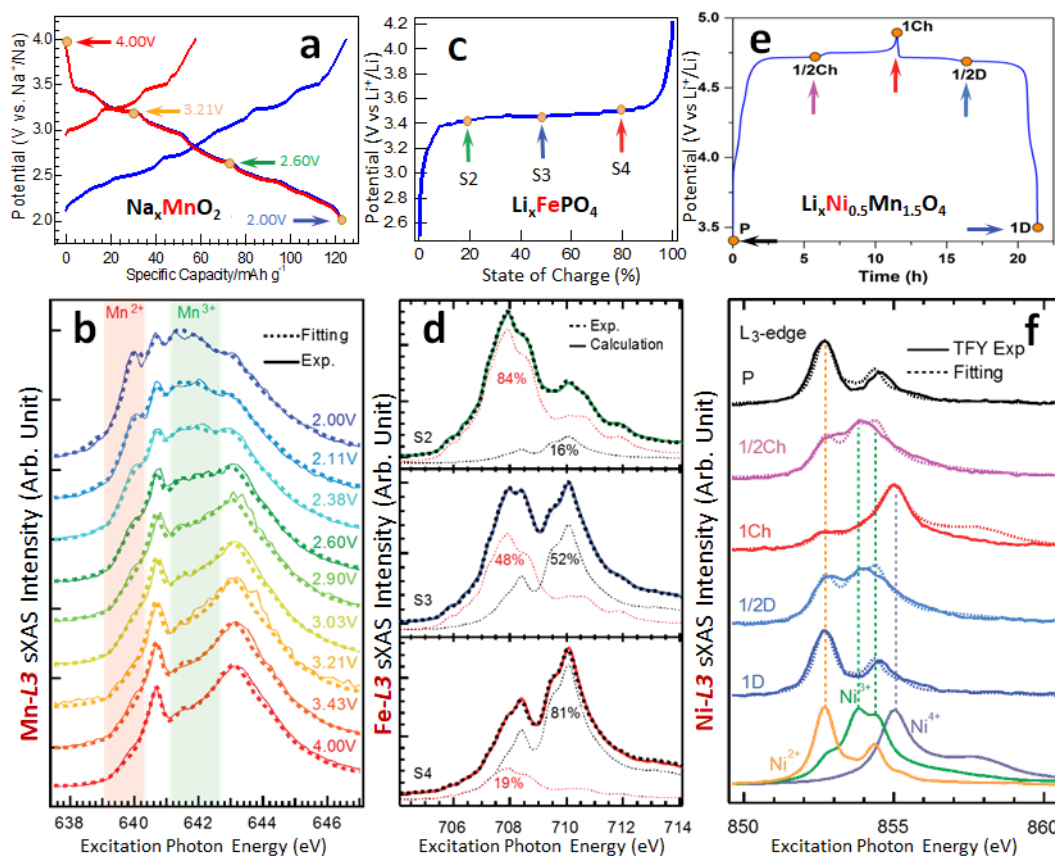 a
4.00V
3.21V
2.60V
2.00V
Na_xMnO_2
Potential (V vs. Na⁺/Na)
4.0
3.5
3.0
2.5
2.0
0 20 40 60 80 100 120
Specific Capacity/mAh g⁻¹
c
S2
S3
S4
Li_xFePO_4
Potential (V vs Li⁺/Li)
4.2
4.0
3.8
3.6
3.4
3.2
3.0
2.8
2.6
0 20 40 60 80 100
State of Charge (%)
e
1Ch
1/2Ch
1/2D
Li_xNi_0.5Mn_1.5O_4
P
1D
Potential (V vs Li⁺/Li)
5.0
4.5
4.0
3.5
0 5 10 15 20
Time (h)
b
Mn²⁺
Mn³⁺
Fitting
Exp.
2.00V
2.11V
2.38V
2.60V
2.90V
3.03V
3.21V
3.43V
4.00V
Mn-L3 sXAS Intensity (Arb. Unit)
638 640 642 644 646
Excitation Photon Energy (eV)
d
Exp.
Calculation
84%
S2
16%
S3
48%
52%
81%
S4
19%
Fe-L3 sXAS Intensity (Arb. Unit)
706 708 710 712 714
Excitation Photon Energy (eV)
f
L₃-edge
TFY Exp
Fitting
P
1/2Ch
1Ch
1/2D
1D
Ni³⁺
Ni⁴⁺
Ni²⁺
Ni-L3 sXAS Intensity (Arb. Unit)
850 855 860
Excitation Photon Energy (eV)